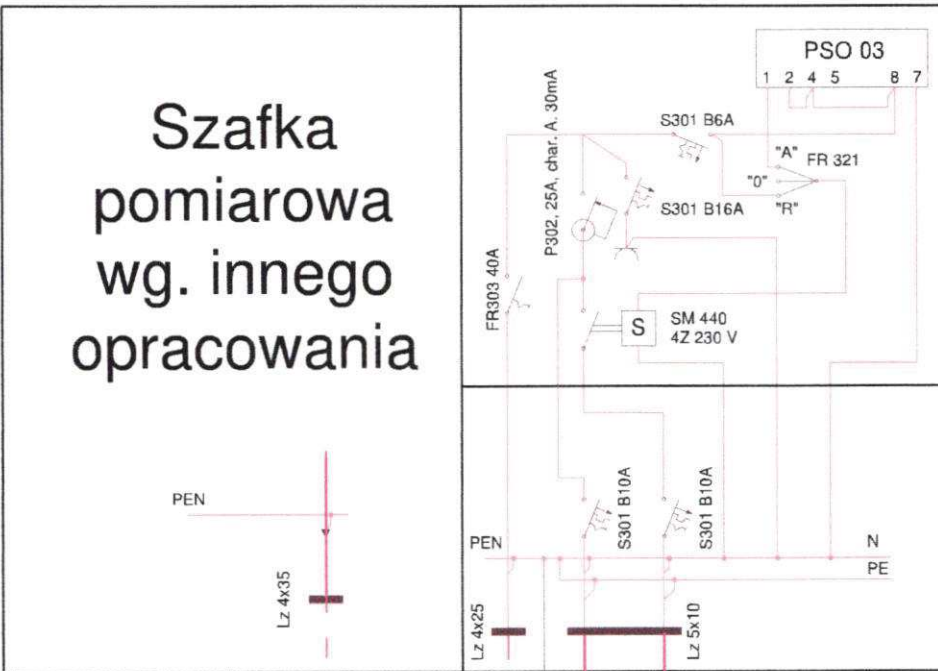 Szafka
pomiarowa
wg. innego
opracowania
PEN
Lz 4x35
PSO 03
1 2 4 5 8 7
S301 B6A
"A"
FR 321
"0"
"R"
P302, 25A, char. A. 30mA
S301 B16A
FR303 40A
S
SM 440
4Z 230 V
S301 B10A
S301 B10A
PEN
N
PE
Lz 4x25
Lz 5x10